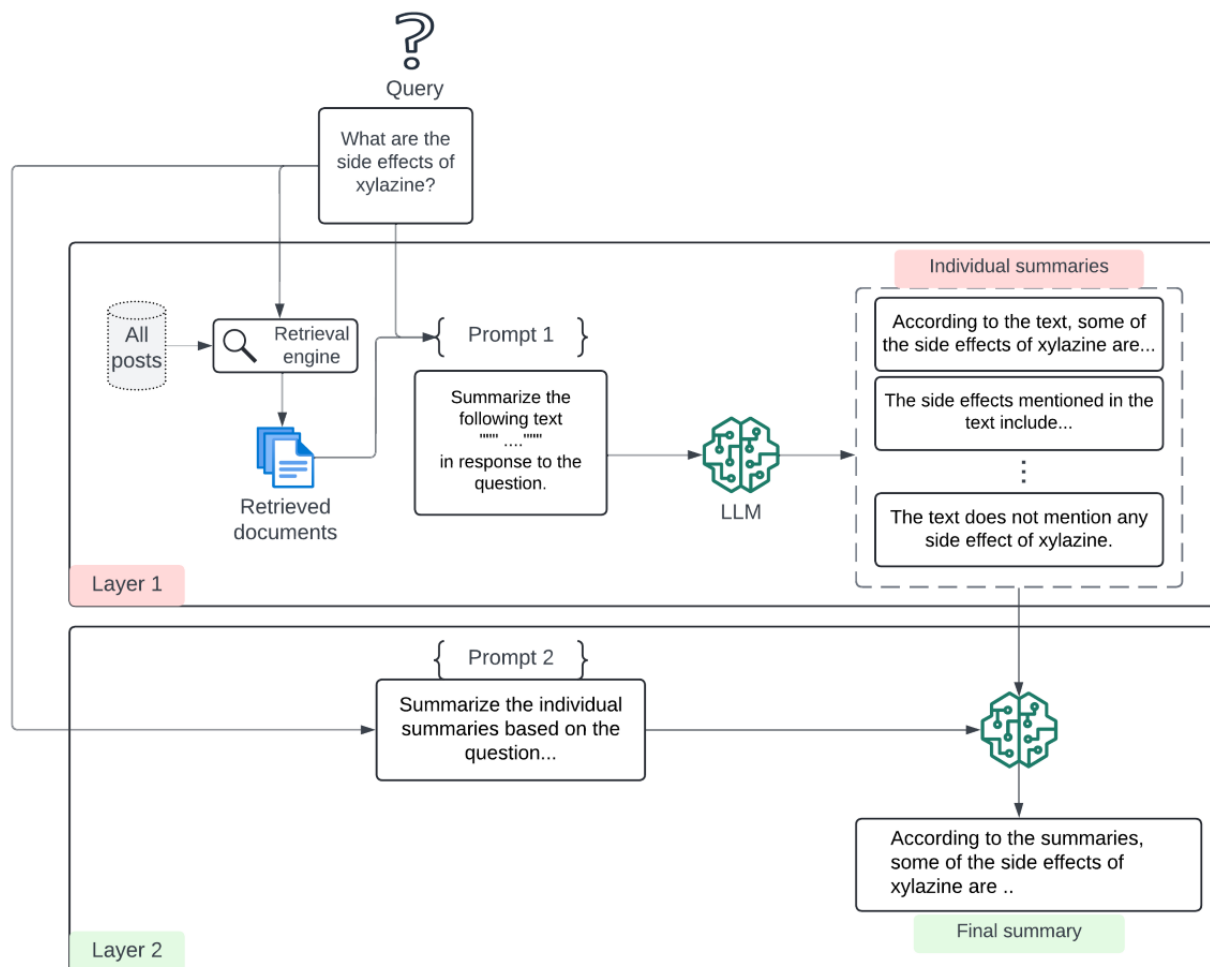 Query
What are the
side effects of
xylazine?
Individual summaries
All
posts
Retrieval
engine
{ Prompt 1 }
According to the text, some of
the side effects of xylazine are...
Summarize the
following text
""" ...."""
in response to the
question.
The side effects mentioned in the
text include...
⋮
LLM
Retrieved
documents
The text does not mention any
side effect of xylazine.
Layer 1
{ Prompt 2 }
Summarize the individual
summaries based on the
question...
According to the summaries,
some of the side effects of
xylazine are ..
Final summary
Layer 2